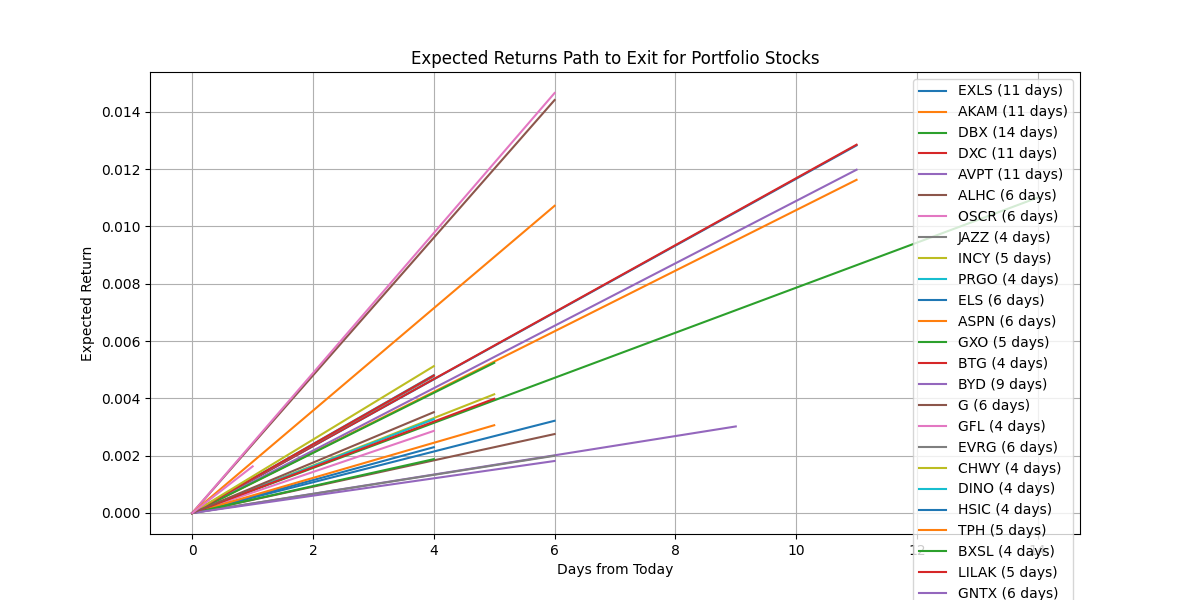 Expected Returns Path to Exit for Portfolio Stocks
Expected Return
0.014
0.012
0.010
0.008
0.006
0.004
0.002
0.000
0
2
4
6
8
10
12
14
Days from Today
EXLS (11 days)
AKAM (11 days)
DBX (14 days)
DXC (11 days)
AVPT (11 days)
ALHC (6 days)
OSCR (6 days)
JAZZ (4 days)
INCY (5 days)
PRGO (4 days)
ELS (6 days)
ASPN (6 days)
GXO (5 days)
BTG (4 days)
BYD (9 days)
G (6 days)
GFL (4 days)
EVRG (6 days)
CHWY (4 days)
DINO (4 days)
HSIC (4 days)
TPH (5 days)
BXSL (4 days)
LILAK (5 days)
GNTX (6 days)